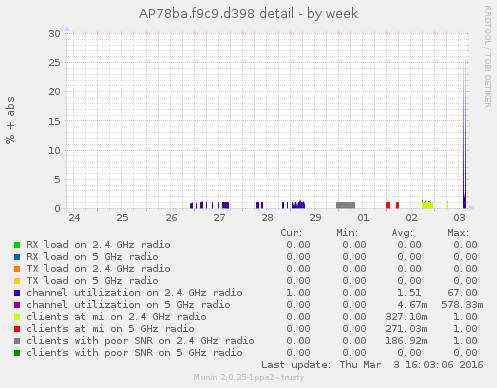 AP78ba.f9c9.d398 detail - by week
RRDTOOL / TOBI OETIKER
% + abs
30
25
20
15
10
5
0
24 25 26 27 28 29 01 02 03
Cur: Min: Avg: Max:
RX load on 2.4 GHz radio 0.00 0.00 0.00 0.00
RX load on 5 GHz radio 0.00 0.00 0.00 0.00
TX load on 2.4 GHz radio 0.00 0.00 0.00 0.00
TX load on 5 GHz radio 0.00 0.00 0.00 0.00
channel utilization on 2.4 GHz radio 1.00 0.00 1.51 67.00
channel utilization on 5 GHz radio 0.00 0.00 4.67m 578.33m
clients at mi on 2.4 GHz radio 0.00 0.00 327.10m 1.00
clients at mi on 5 GHz radio 0.00 0.00 271.03m 1.00
clients with poor SNR on 2.4 GHz radio 0.00 0.00 186.92m 1.00
clients with poor SNR on 5 GHz radio 0.00 0.00 0.00 0.00
Last update: Thu Mar 3 16:03:06 2016
Munin 2.0.25-1ppa2~trusty